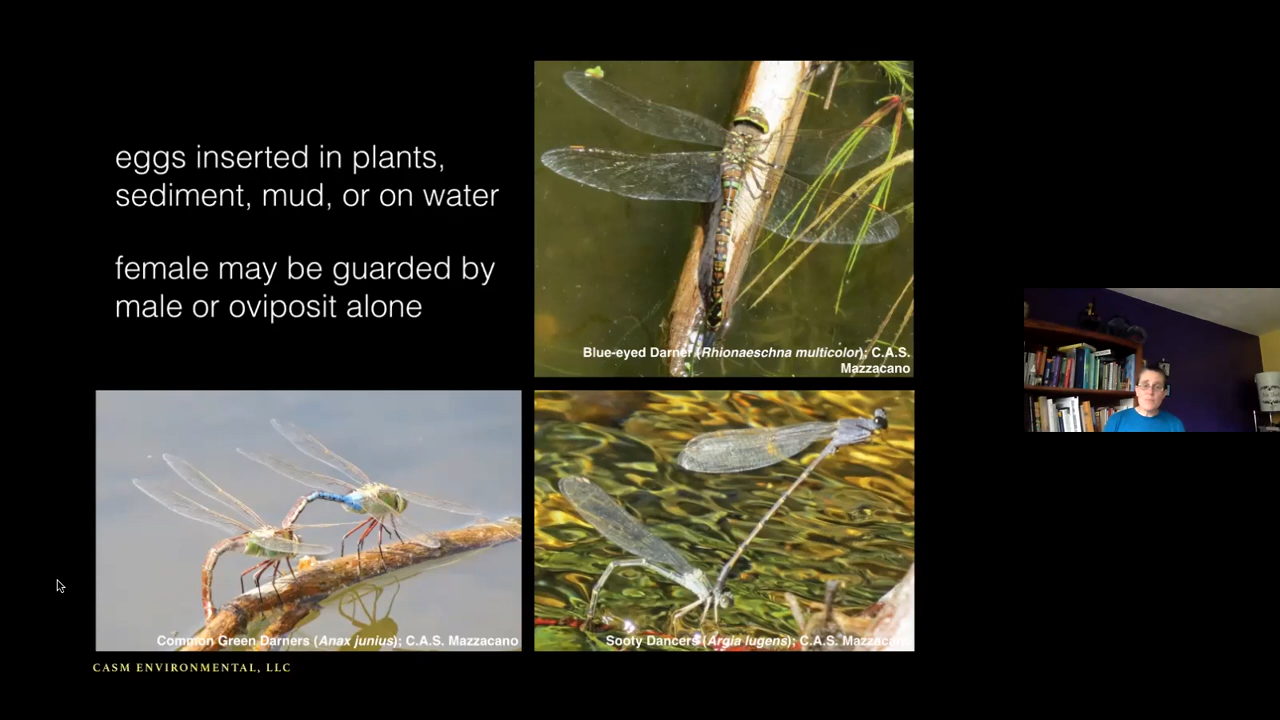 eggs inserted in plants,
sediment, mud, or on water
female may be guarded by
male or oviposit alone
Blue-eyed Darner (Rhionaeschna multicolor); C.A.S.
Mazzacano
Common Green Darners (Anax junius); C.A.S. Mazzacano
Sooty Dancers (Argia lugens); C.A.S. Mazzacano
CASM ENVIRONMENTAL, LLC